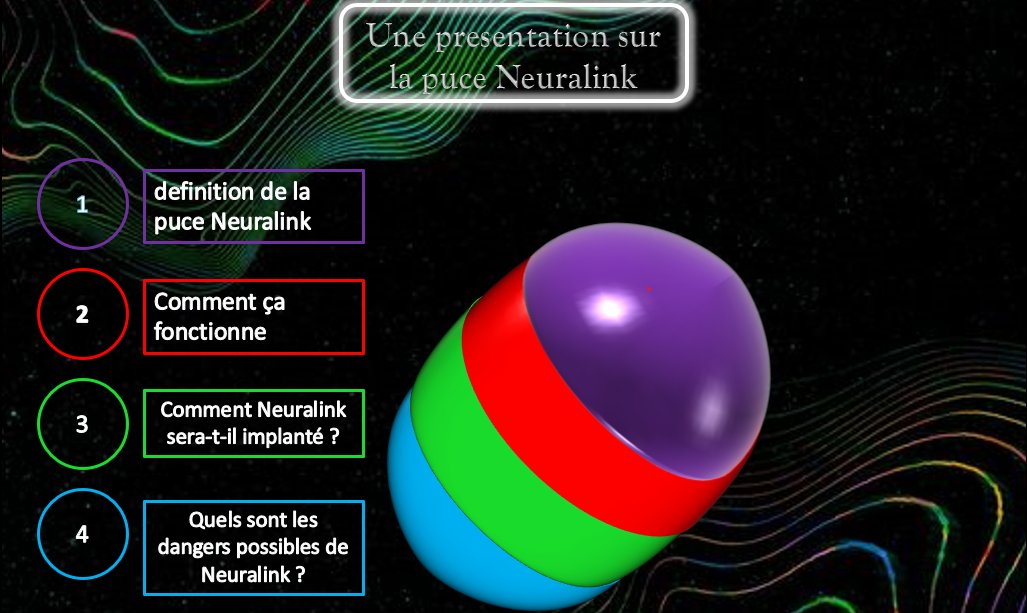 Une presentation sur
la puce Neuralink
1
definition de la
puce Neuralink
2
Comment ça
fonctionne
3
Comment Neuralink
sera-t-il implanté ?
4
Quels sont les
dangers possibles de
Neuralink ?